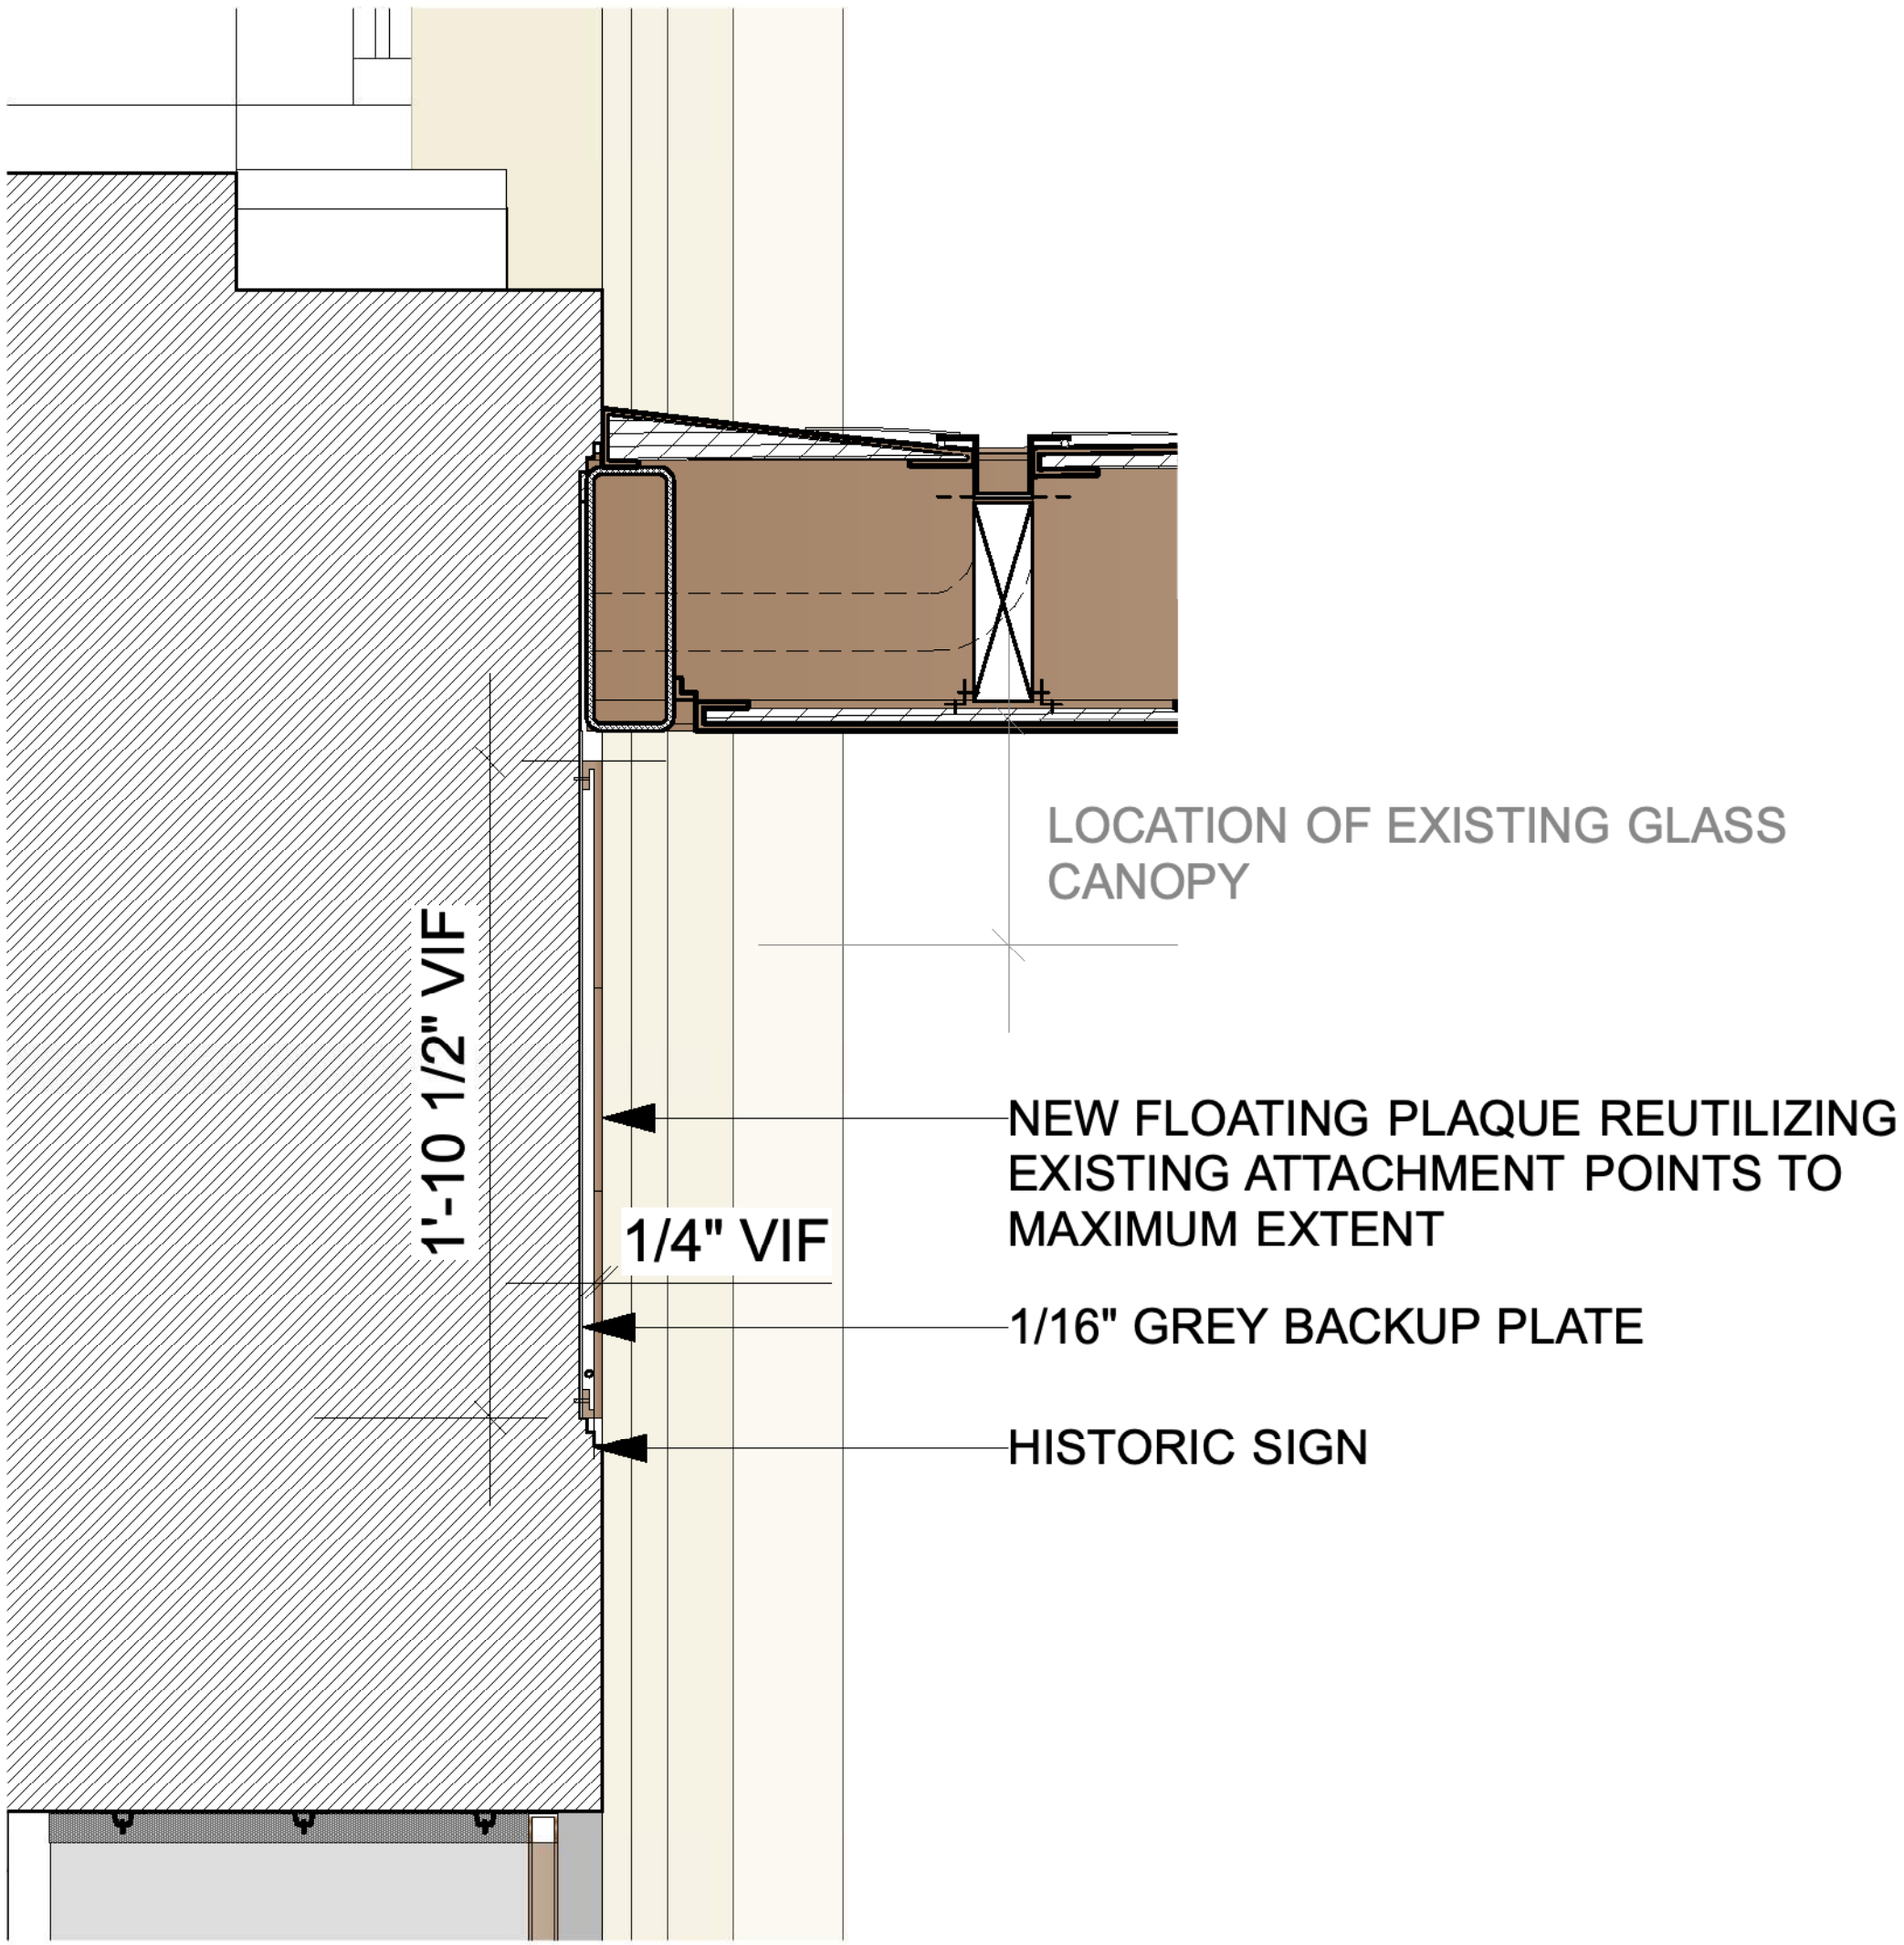 LOCATION OF EXISTING GLASS
CANOPY
1'-10 1/2" VIF
NEW FLOATING PLAQUE REUTILIZING
EXISTING ATTACHMENT POINTS TO
MAXIMUM EXTENT
1/4" VIF
1/16" GREY BACKUP PLATE
HISTORIC SIGN